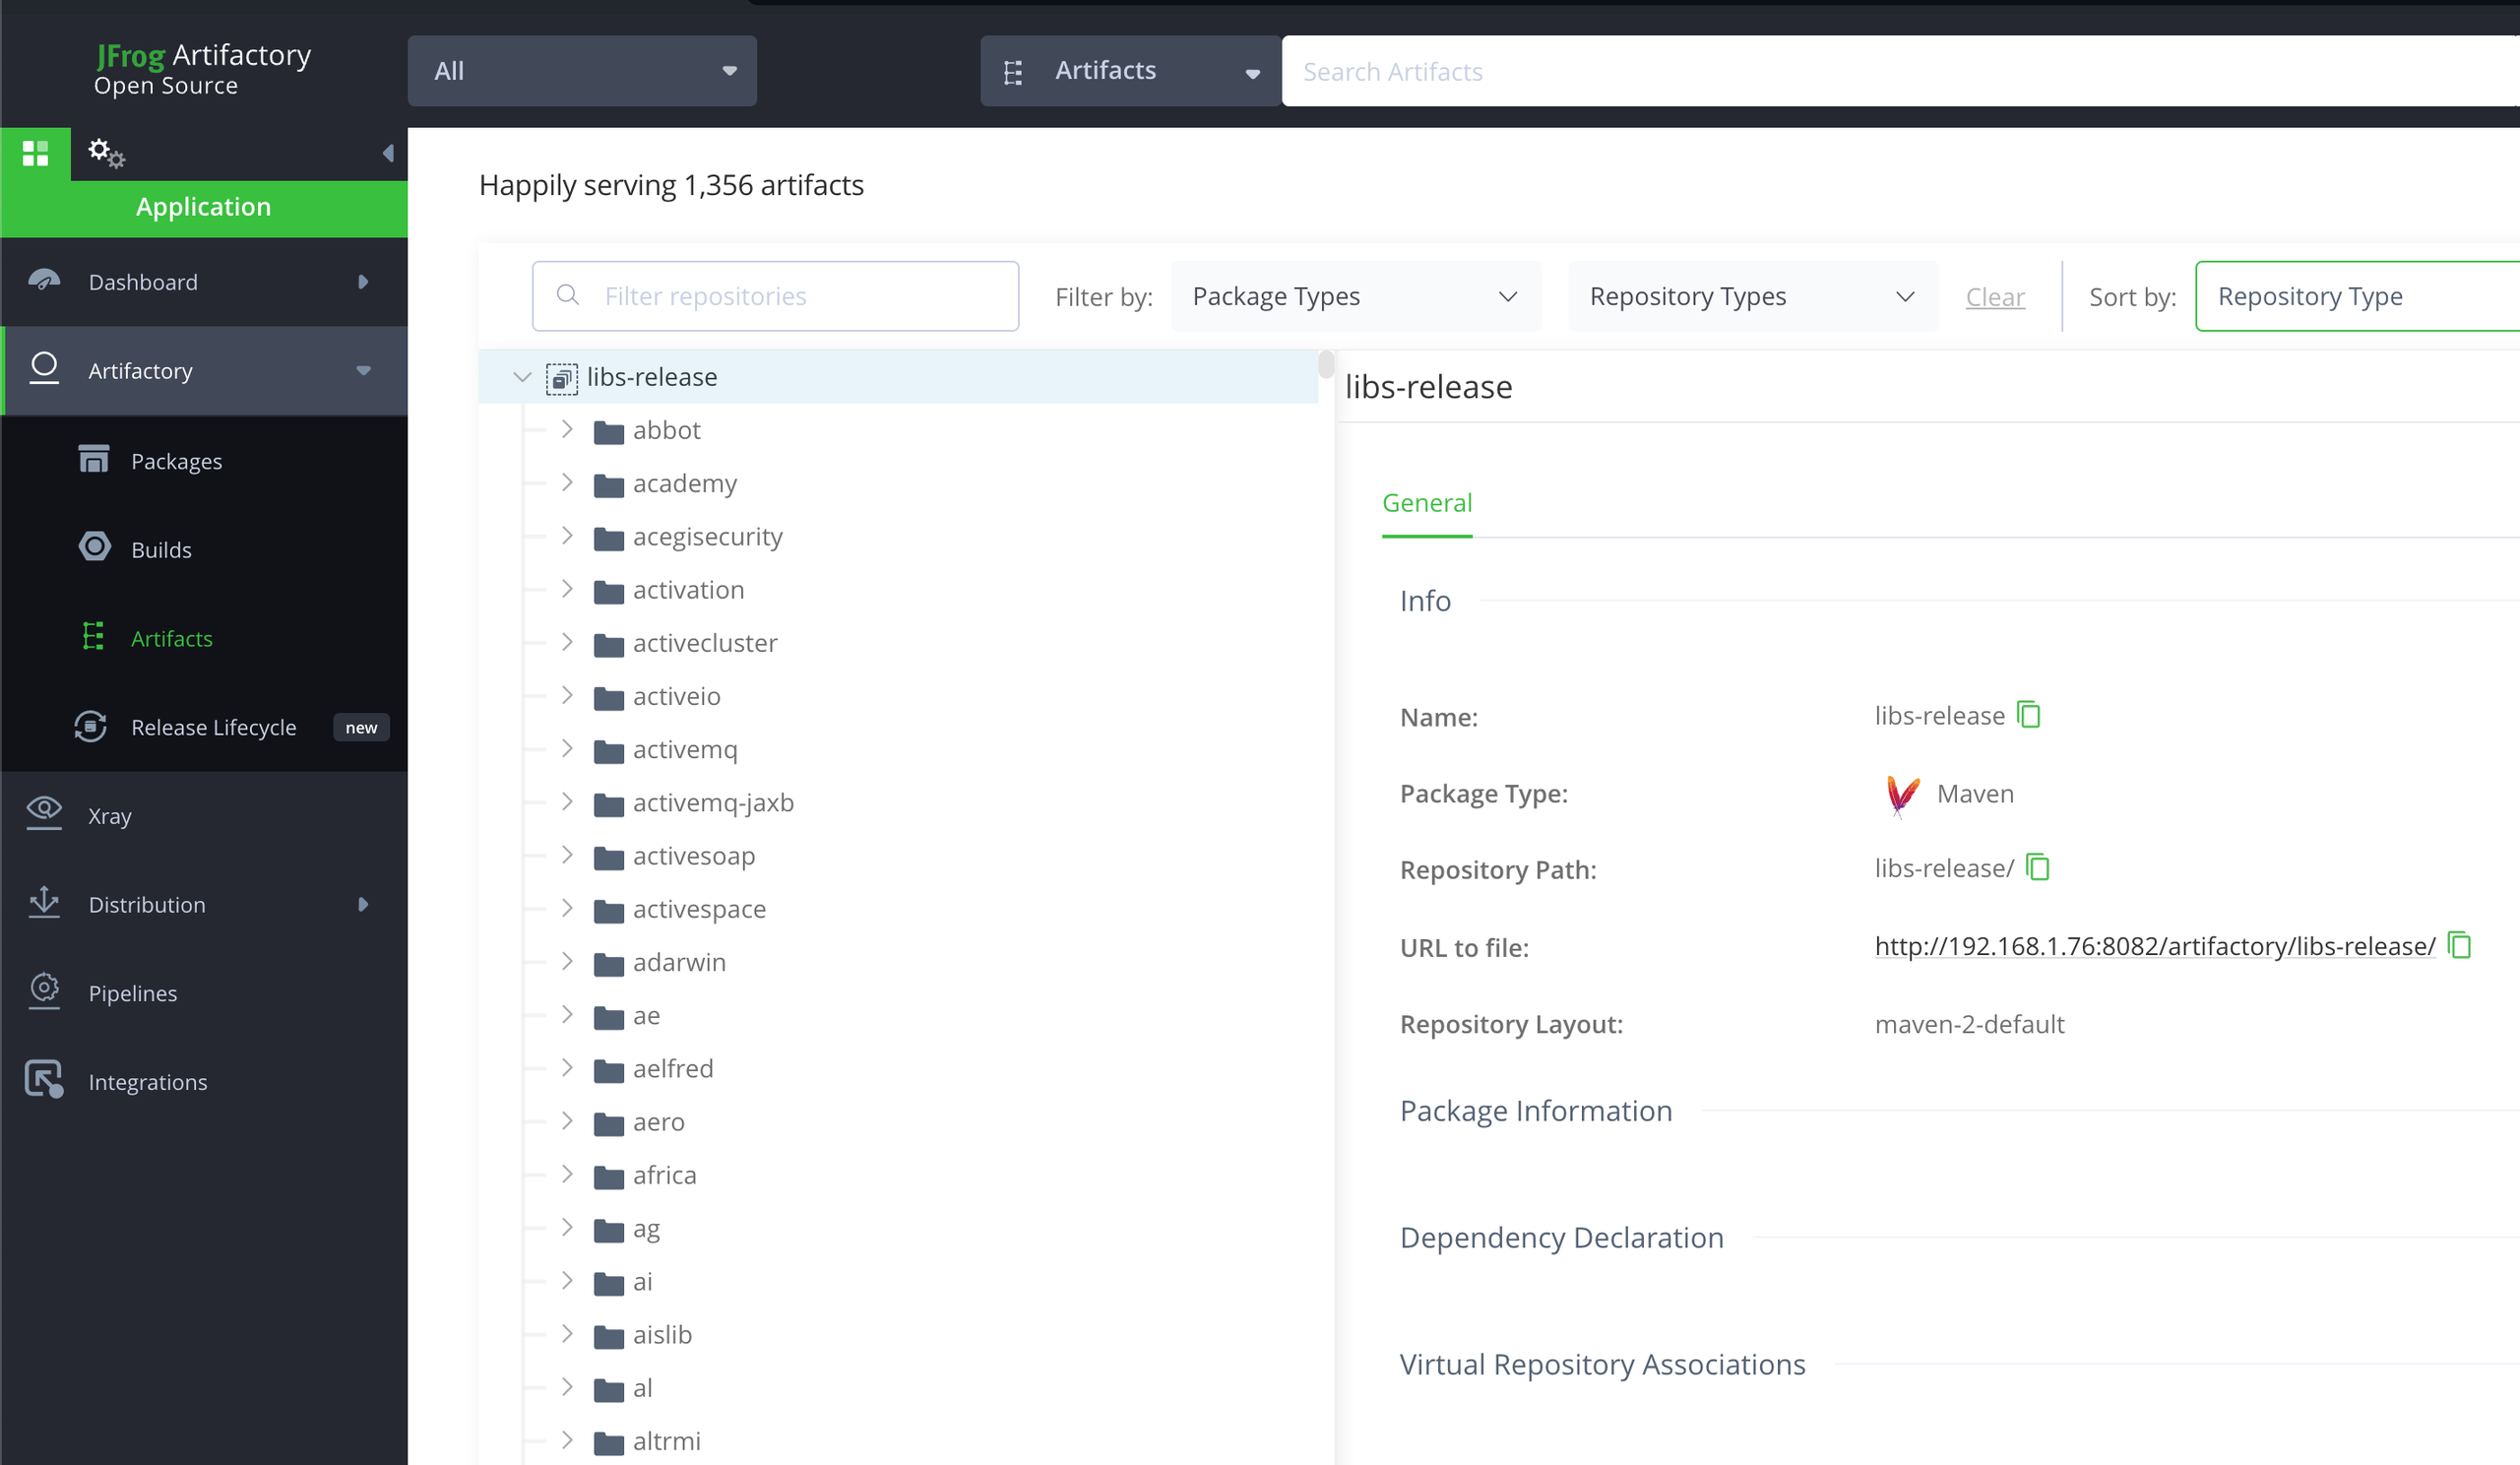 JFrog Artifactory
Open Source
All
Artifacts
Search Artifacts
Application
Happily serving 1,356 artifacts
Dashboard
Artifactory
Packages
Builds
Artifacts
Release Lifecycle new
Xray
Distribution
Pipelines
Integrations
Filter repositories
Filter by:
Package Types
Repository Types
Clear
Sort by:
Repository Type
libs-release
abbot
academy
acegisecurity
activation
activecluster
activeio
activemq
activemq-jaxb
activesoap
activespace
adarwin
ae
aelfred
aero
africa
ag
ai
aislib
al
altrmi
libs-release
General
Info
Name: libs-release
Package Type: Maven
Repository Path: libs-release/
URL to file: http://192.168.1.76:8082/artifactory/libs-release/
Repository Layout: maven-2-default
Package Information
Dependency Declaration
Virtual Repository Associations